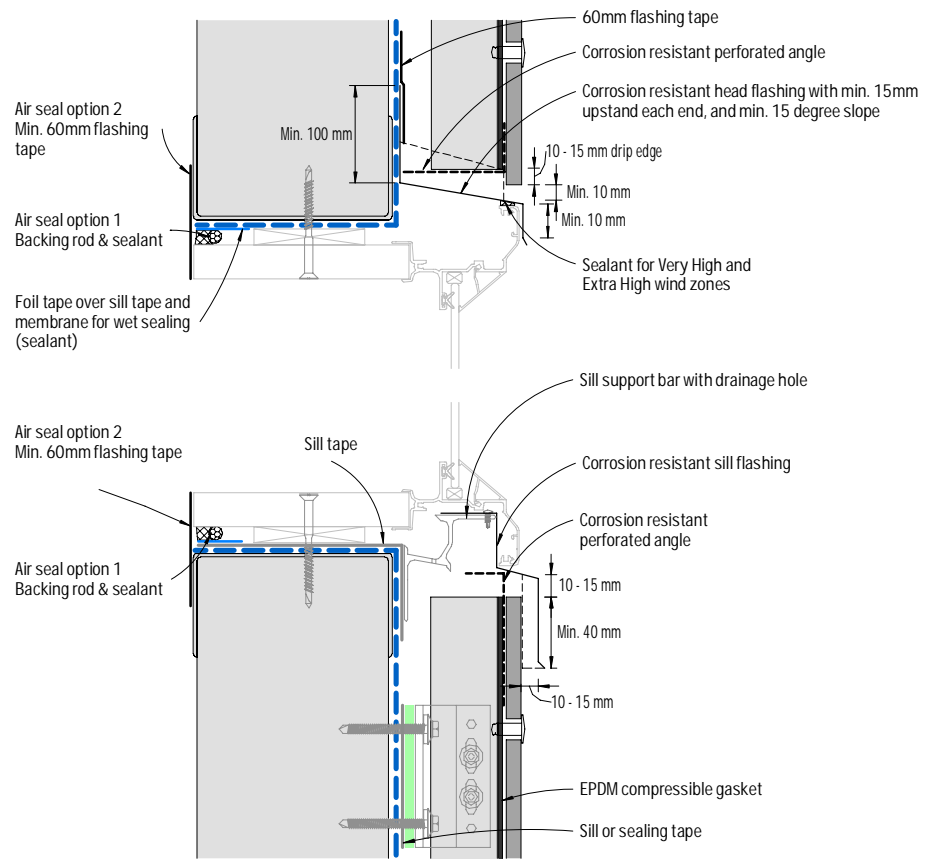 60mm flashing tape
Corrosion resistant perforated angle
Corrosion resistant head flashing with min. 15mm
upstand each end, and min. 15 degree slope
Air seal option 2
Min. 60mm flashing
tape
Min. 100 mm
10 - 15 mm drip edge
Min. 10 mm
Min. 10 mm
Air seal option 1
Backing rod & sealant
Sealant for Very High and
Extra High wind zones
Foil tape over sill tape and
membrane for wet sealing
(sealant)
Sill support bar with drainage hole
Air seal option 2
Min. 60mm flashing tape
Sill tape
Corrosion resistant sill flashing
Corrosion resistant
perforated angle
Air seal option 1
Backing rod & sealant
10 - 15 mm
Min. 40 mm
10 - 15 mm
EPDM compressible gasket
Sill or sealing tape